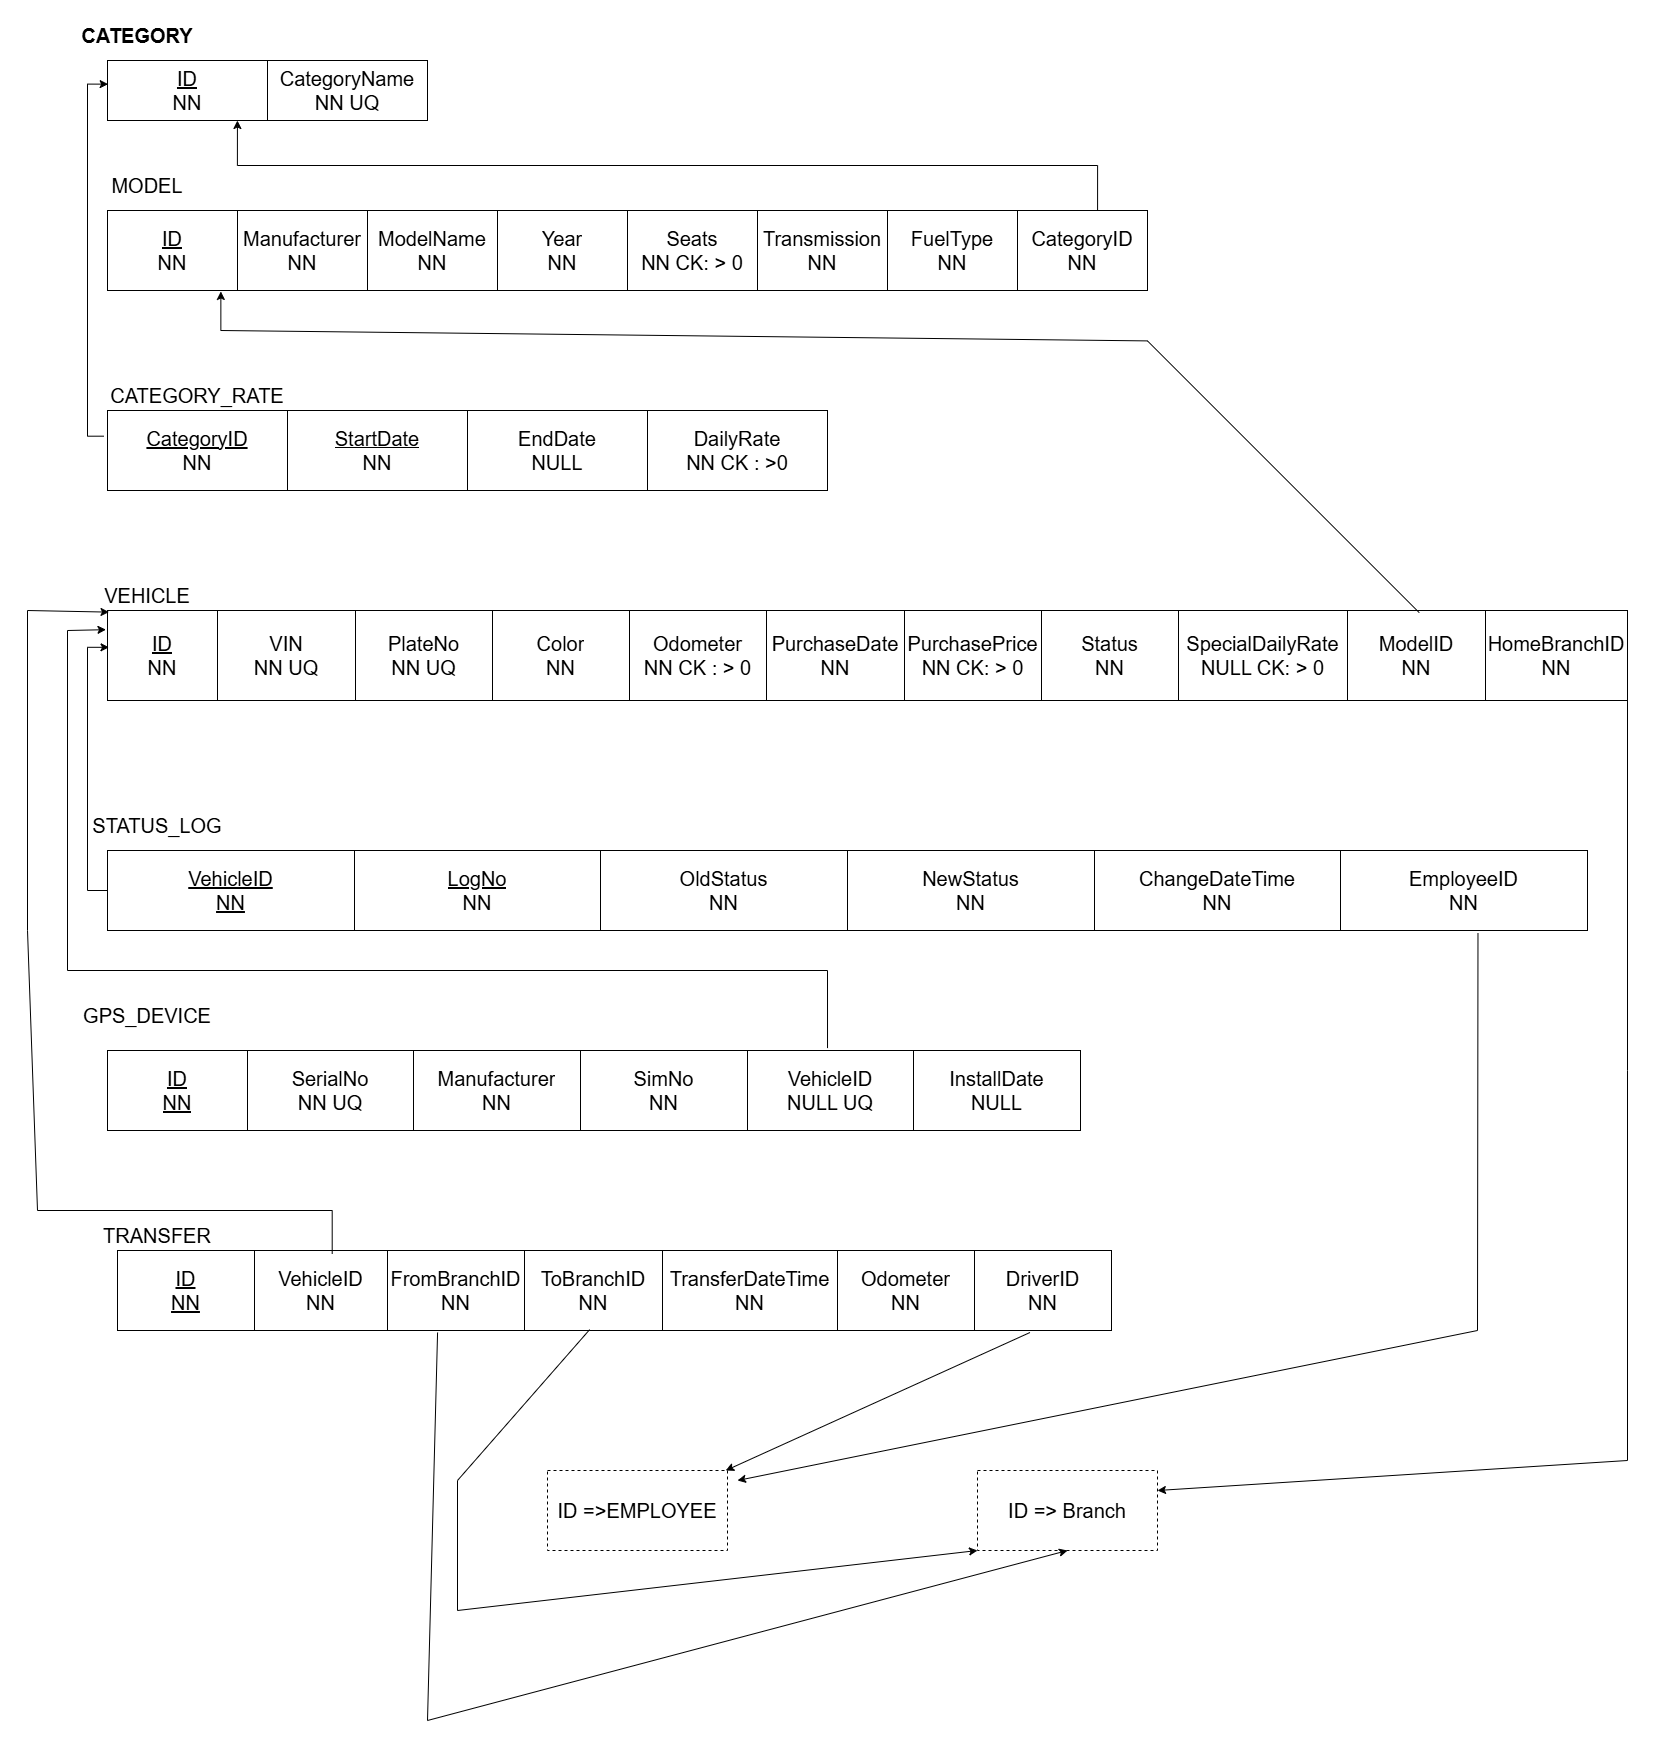 CATEGORY
ID
NN
CategoryName
NN UQ
MODEL
ID
NN
Manufacturer
NN
ModelName
NN
Year
NN
Seats
NN CK: > 0
Transmission
NN
FuelType
NN
CategoryID
NN
CATEGORY_RATE
CategoryID
NN
StartDate
NN
EndDate
NULL
DailyRate
NN CK : >0
VEHICLE
ID
NN
VIN
NN UQ
PlateNo
NN UQ
Color
NN
Odometer
NN CK : > 0
PurchaseDate
NN
PurchasePrice
NN CK: > 0
Status
NN
SpecialDailyRate
NULL CK: > 0
ModelID
NN
HomeBranchID
NN
STATUS_LOG
VehicleID
NN
LogNo
NN
OldStatus
NN
NewStatus
NN
ChangeDateTime
NN
EmployeeID
NN
GPS_DEVICE
ID
NN
SerialNo
NN UQ
Manufacturer
NN
SimNo
NN
VehicleID
NULL UQ
InstallDate
NULL
TRANSFER
ID
NN
VehicleID
NN
FromBranchID
NN
ToBranchID
NN
TransferDateTime
NN
Odometer
NN
DriverID
NN
ID =>EMPLOYEE
ID => Branch